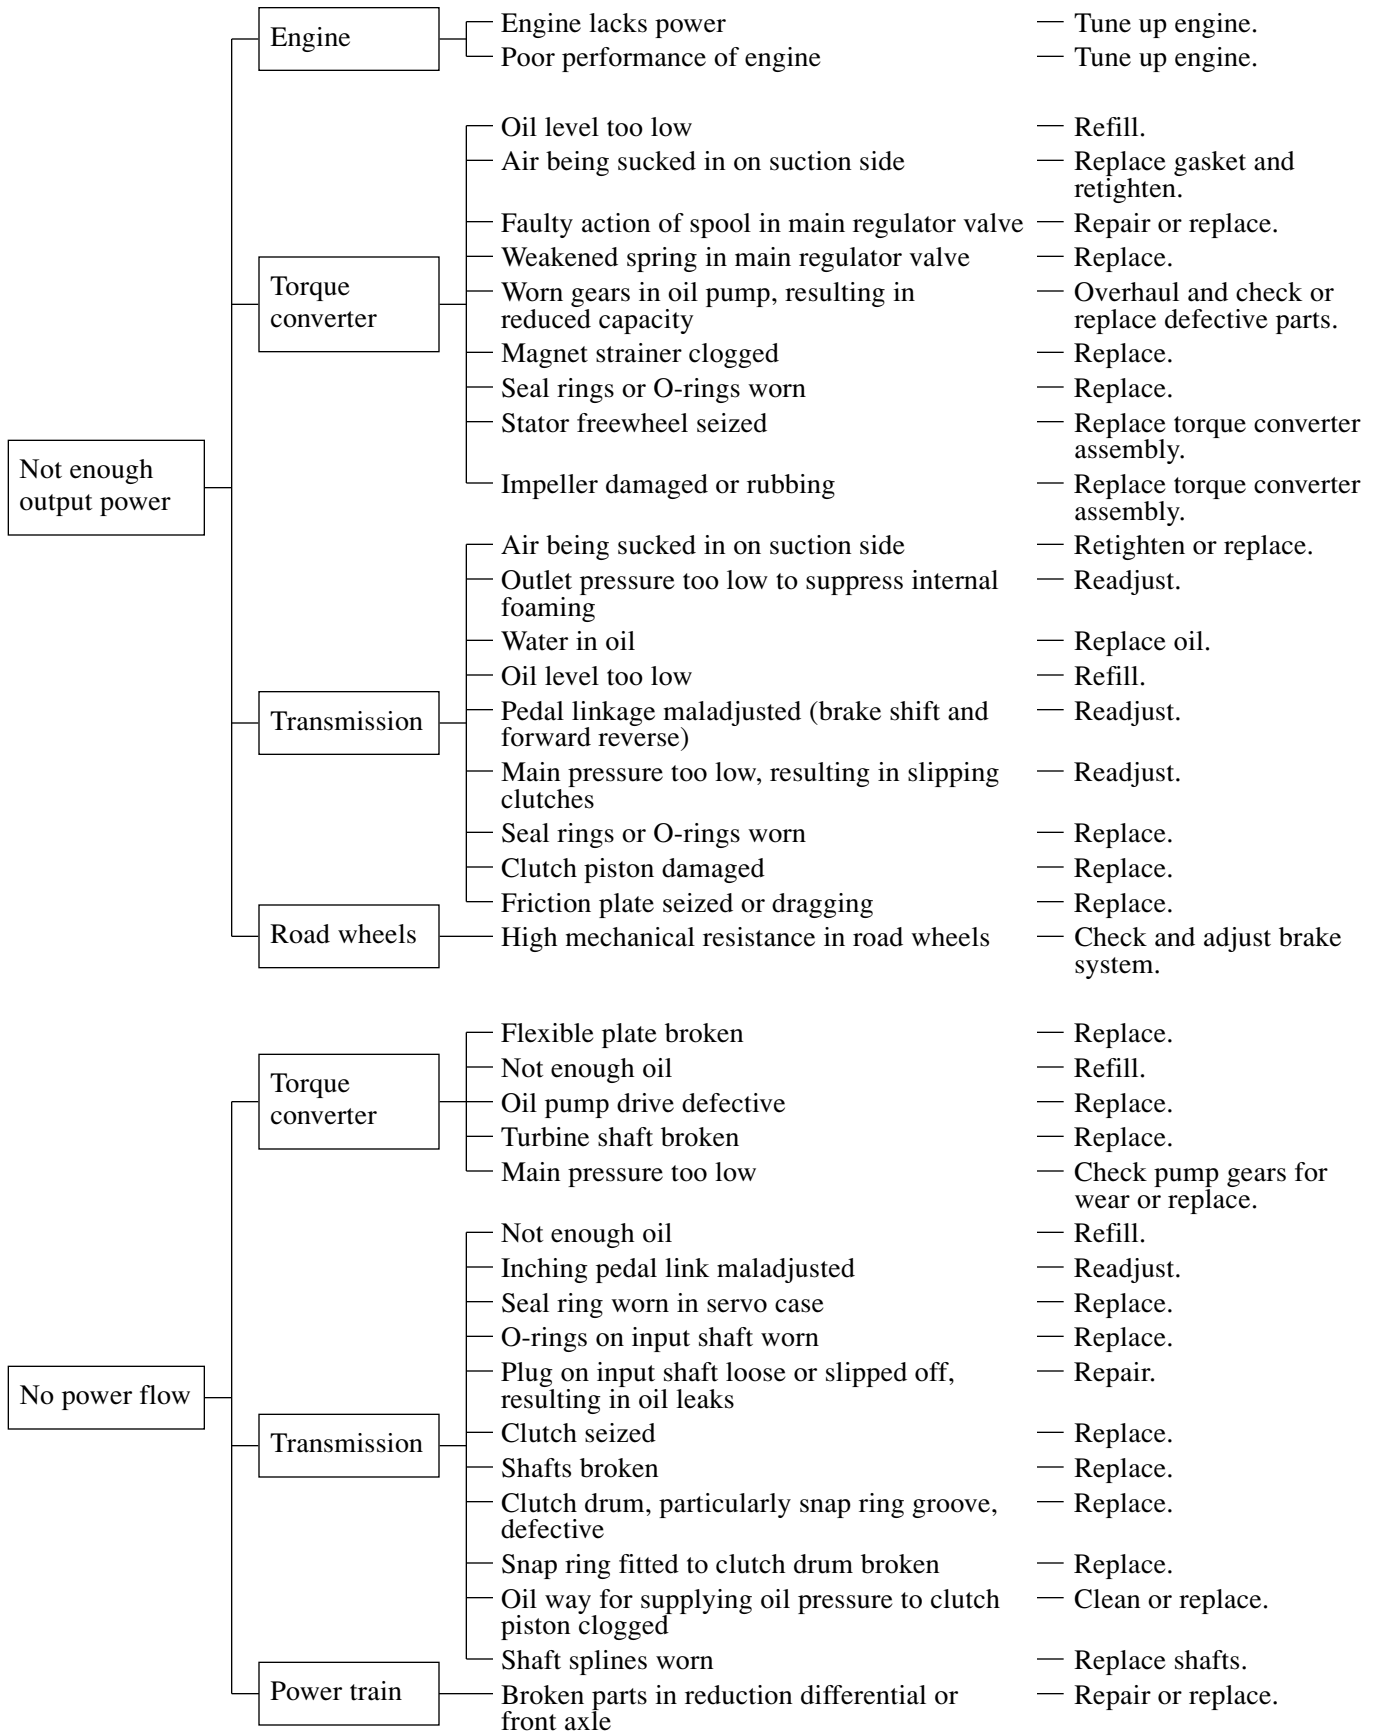 Engine
Engine lacks power — Tune up engine.
Poor performance of engine — Tune up engine.
Oil level too low — Refill.
Air being sucked in on suction side — Replace gasket and
retighten.
Faulty action of spool in main regulator valve — Repair or replace.
Weakened spring in main regulator valve — Replace.
Torque
converter
Worn gears in oil pump, resulting in — Overhaul and check or
reduced capacity replace defective parts.
Magnet strainer clogged — Replace.
Seal rings or O-rings worn — Replace.
Stator freewheel seized — Replace torque converter
assembly.
Not enough
output power
Impeller damaged or rubbing — Replace torque converter
assembly.
Air being sucked in on suction side — Retighten or replace.
Outlet pressure too low to suppress internal — Readjust.
foaming
Water in oil — Replace oil.
Oil level too low — Refill.
Transmission
Pedal linkage maladjusted (brake shift and — Readjust.
forward reverse)
Main pressure too low, resulting in slipping — Readjust.
clutches
Seal rings or O-rings worn — Replace.
Clutch piston damaged — Replace.
Friction plate seized or dragging — Replace.
Road wheels
High mechanical resistance in road wheels — Check and adjust brake
system.
Flexible plate broken — Replace.
Not enough oil — Refill.
Torque
converter
Oil pump drive defective — Replace.
Turbine shaft broken — Replace.
Main pressure too low — Check pump gears for
wear or replace.
Not enough oil — Refill.
Inching pedal link maladjusted — Readjust.
Seal ring worn in servo case — Replace.
O-rings on input shaft worn — Replace.
No power flow
Plug on input shaft loose or slipped off, — Repair.
resulting in oil leaks
Transmission
Clutch seized — Replace.
Shafts broken — Replace.
Clutch drum, particularly snap ring groove, — Replace.
defective
Snap ring fitted to clutch drum broken — Replace.
Oil way for supplying oil pressure to clutch — Clean or replace.
piston clogged
Shaft splines worn — Replace shafts.
Power train
Broken parts in reduction differential or — Repair or replace.
front axle